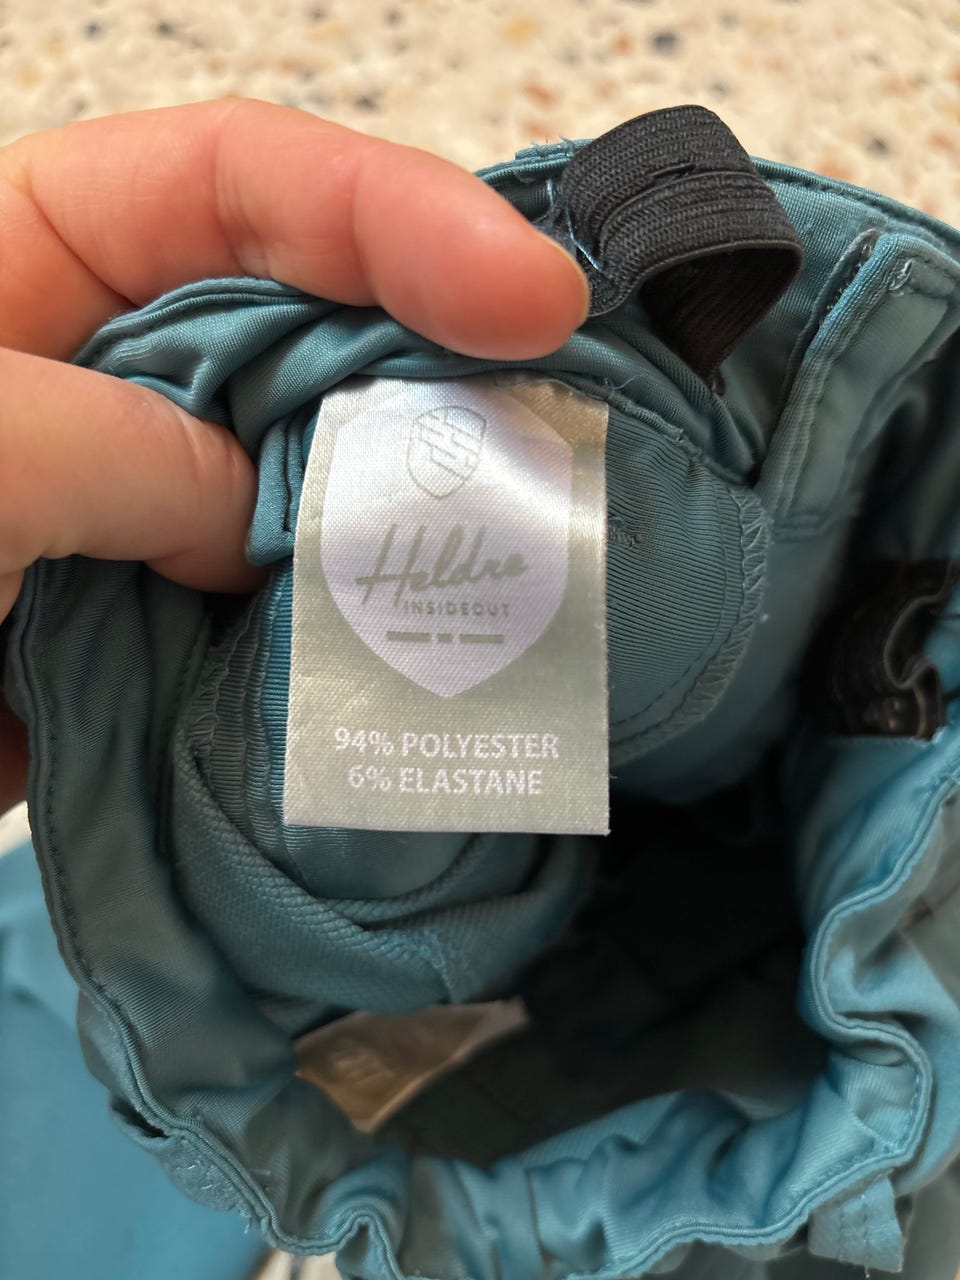 Heldre
INSIDEOUT
94% POLYESTER
6% ELASTANE